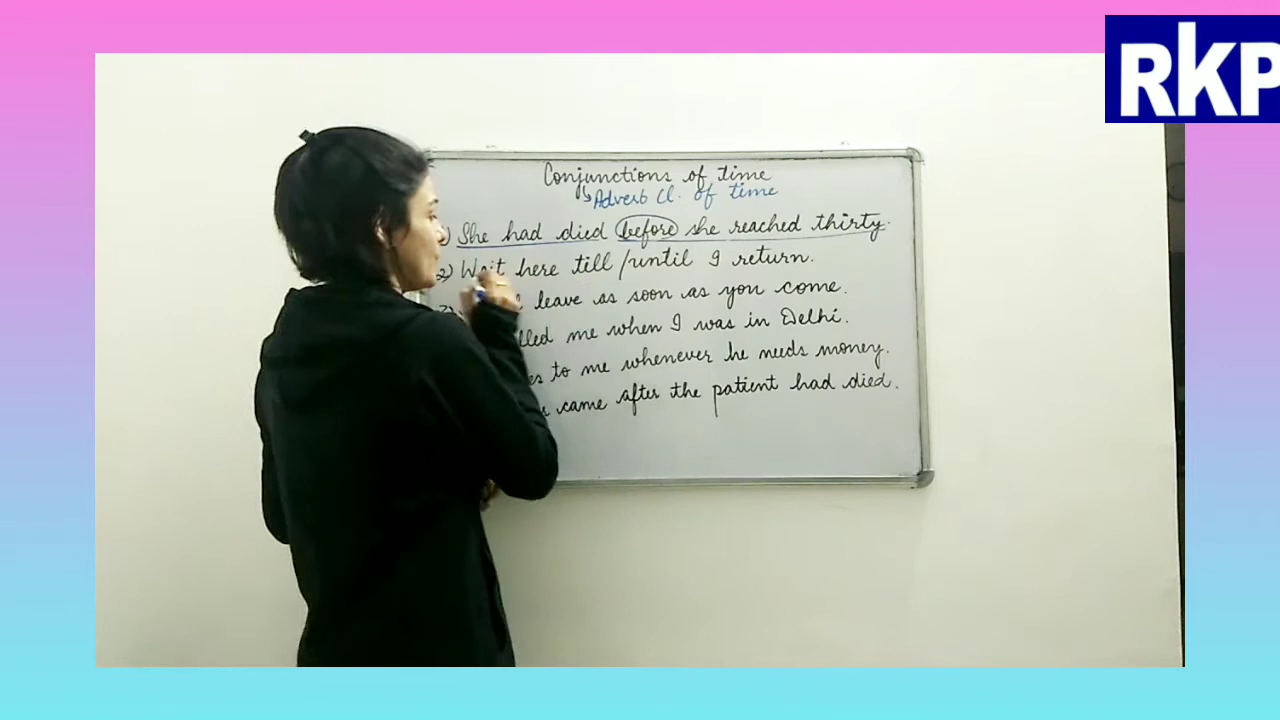 RKP
Conjunctions of time
↳Adverb Cl. of time
) She had died before she reached thirty.
2) Wait here till /until I return.
leave as soon as you come.
me when I was in Delhi.
to me whenever he needs money.
came after the patient had died.